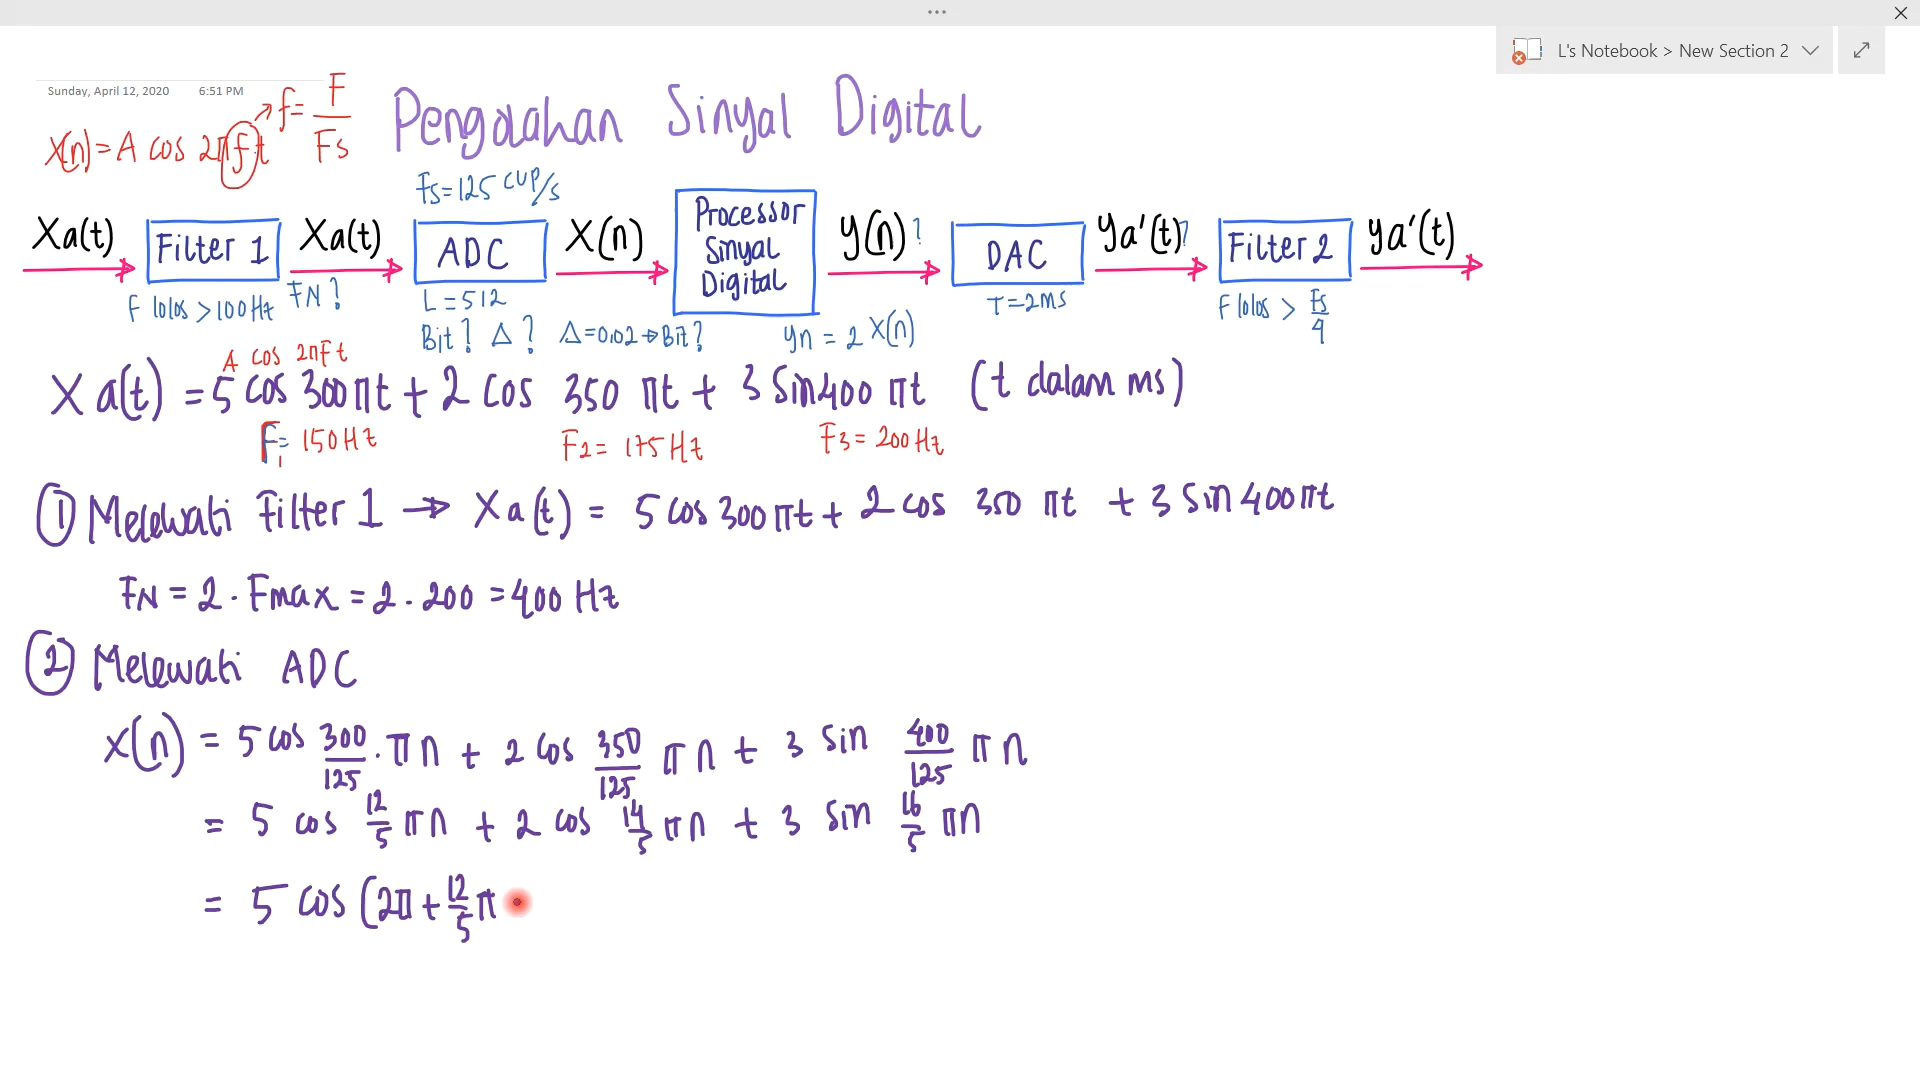 L's Notebook > New Section 2
Sunday, April 12, 2020 6:51 PM
f = F/Fs
X(n) = A cos 2πft
Pengolahan Sinyal Digital
Fs = 125 cup/s
Xa(t) Filter 1 Xa(t) ADC X(n) Processor Sinyal Digital y(n)? DAC ya'(t)? Filter 2 ya'(t)
F lolos > 100 Hz FN? L = 512 T = 2 ms F lolos > Fs/4
Bit? Δ? Δ = 0.02 → Bit? yn = 2 X(n)
A cos 2πFt
Xa(t) = 5 cos 300πt + 2 cos 350 πt + 3 Sin 400 πt (t dalam ms)
F1 = 150 Hz F2 = 175 Hz F3 = 200 Hz
① Melewati filter 1 → Xa(t) = 5 cos 300πt + 2 cos 350 πt + 3 Sin 400πt
FN = 2 . Fmax = 2 . 200 = 400 Hz
② Melewati ADC
X(n) = 5 cos 300/125 . πn + 2 cos 350/125 πn + 3 sin 400/125 πn
= 5 cos 12/5 πn + 2 cos 14/5 πn + 3 sin 16/5 πn
= 5 cos (2π + 12/5 π